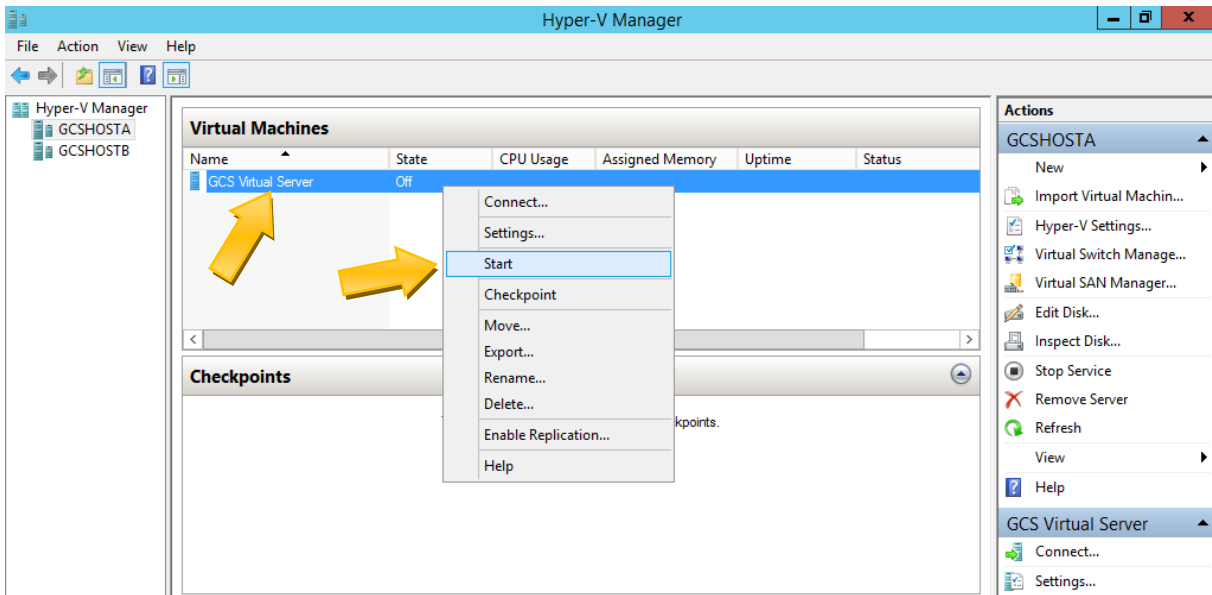 Hyper-V Manager
File Action View Help
Hyper-V Manager
GCSHOSTA
GCSHOSTB
Virtual Machines
Name State CPU Usage Assigned Memory Uptime Status
GCS Virtual Server Off
Connect...
Settings...
Start
Checkpoint
Move...
Export...
Rename...
Delete...
Enable Replication...
Help
Checkpoints
kpoints.
Actions
GCSHOSTA
New
Import Virtual Machin...
Hyper-V Settings...
Virtual Switch Manage...
Virtual SAN Manager...
Edit Disk...
Inspect Disk...
Stop Service
Remove Server
Refresh
View
Help
GCS Virtual Server
Connect...
Settings...